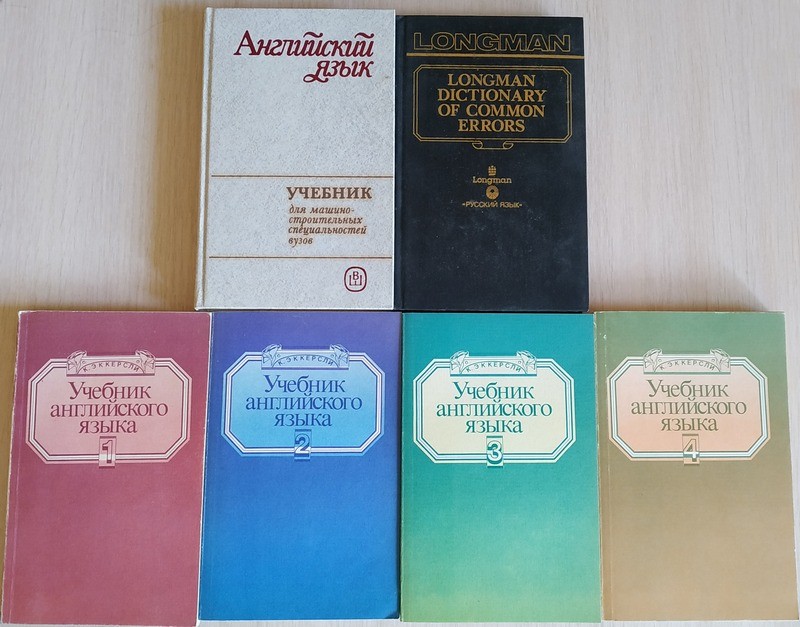 Английский
язык
УЧЕБНИК
для машино-
строительных
специальностей
вузов
В
Ш
LONGMAN
LONGMAN
DICTIONARY
OF COMMON
ERRORS
Longman
«РУССКИЙ ЯЗЫК»
К. ЭККЕРСЛИ
Учебник
английского
языка
1
К. ЭККЕРСЛИ
Учебник
английского
языка
2
К. ЭККЕРСЛИ
Учебник
английского
языка
3
К. ЭККЕРСЛИ
Учебник
английского
языка
4